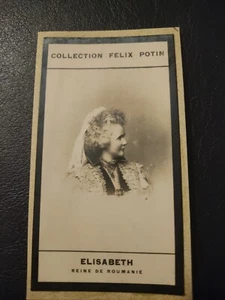 COLLECTION FELIX POTIN
ELISABETH
REINE DE ROUMANIE